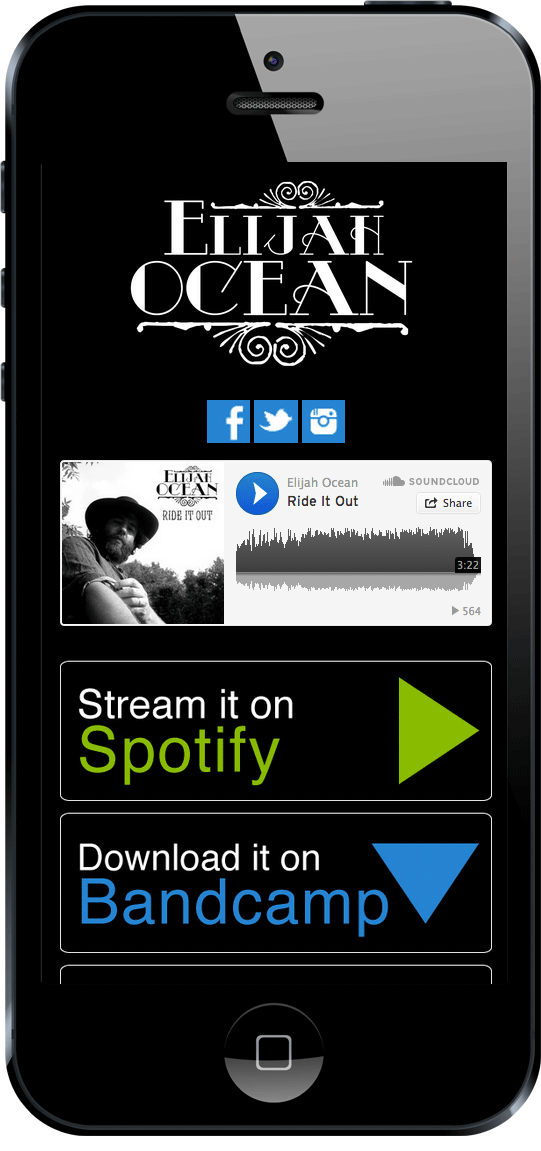 ELIJAH
OCEAN
ELIJAH
OCEAN
RIDE IT OUT
Elijah Ocean
SOUNDCLOUD
Ride It Out
Share
3:22
564
Stream it on
Spotify
Download it on
Bandcamp